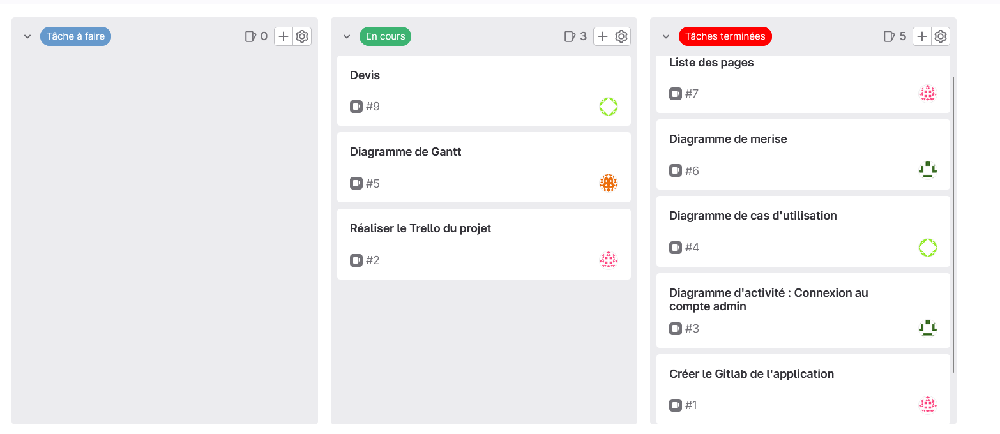 Tâche à faire
0
En cours
3
Tâches terminées
5
Devis
#9
Diagramme de Gantt
#5
Réaliser le Trello du projet
#2
Liste des pages
#7
Diagramme de merise
#6
Diagramme de cas d'utilisation
#4
Diagramme d'activité : Connexion au
compte admin
#3
Créer le Gitlab de l'application
#1